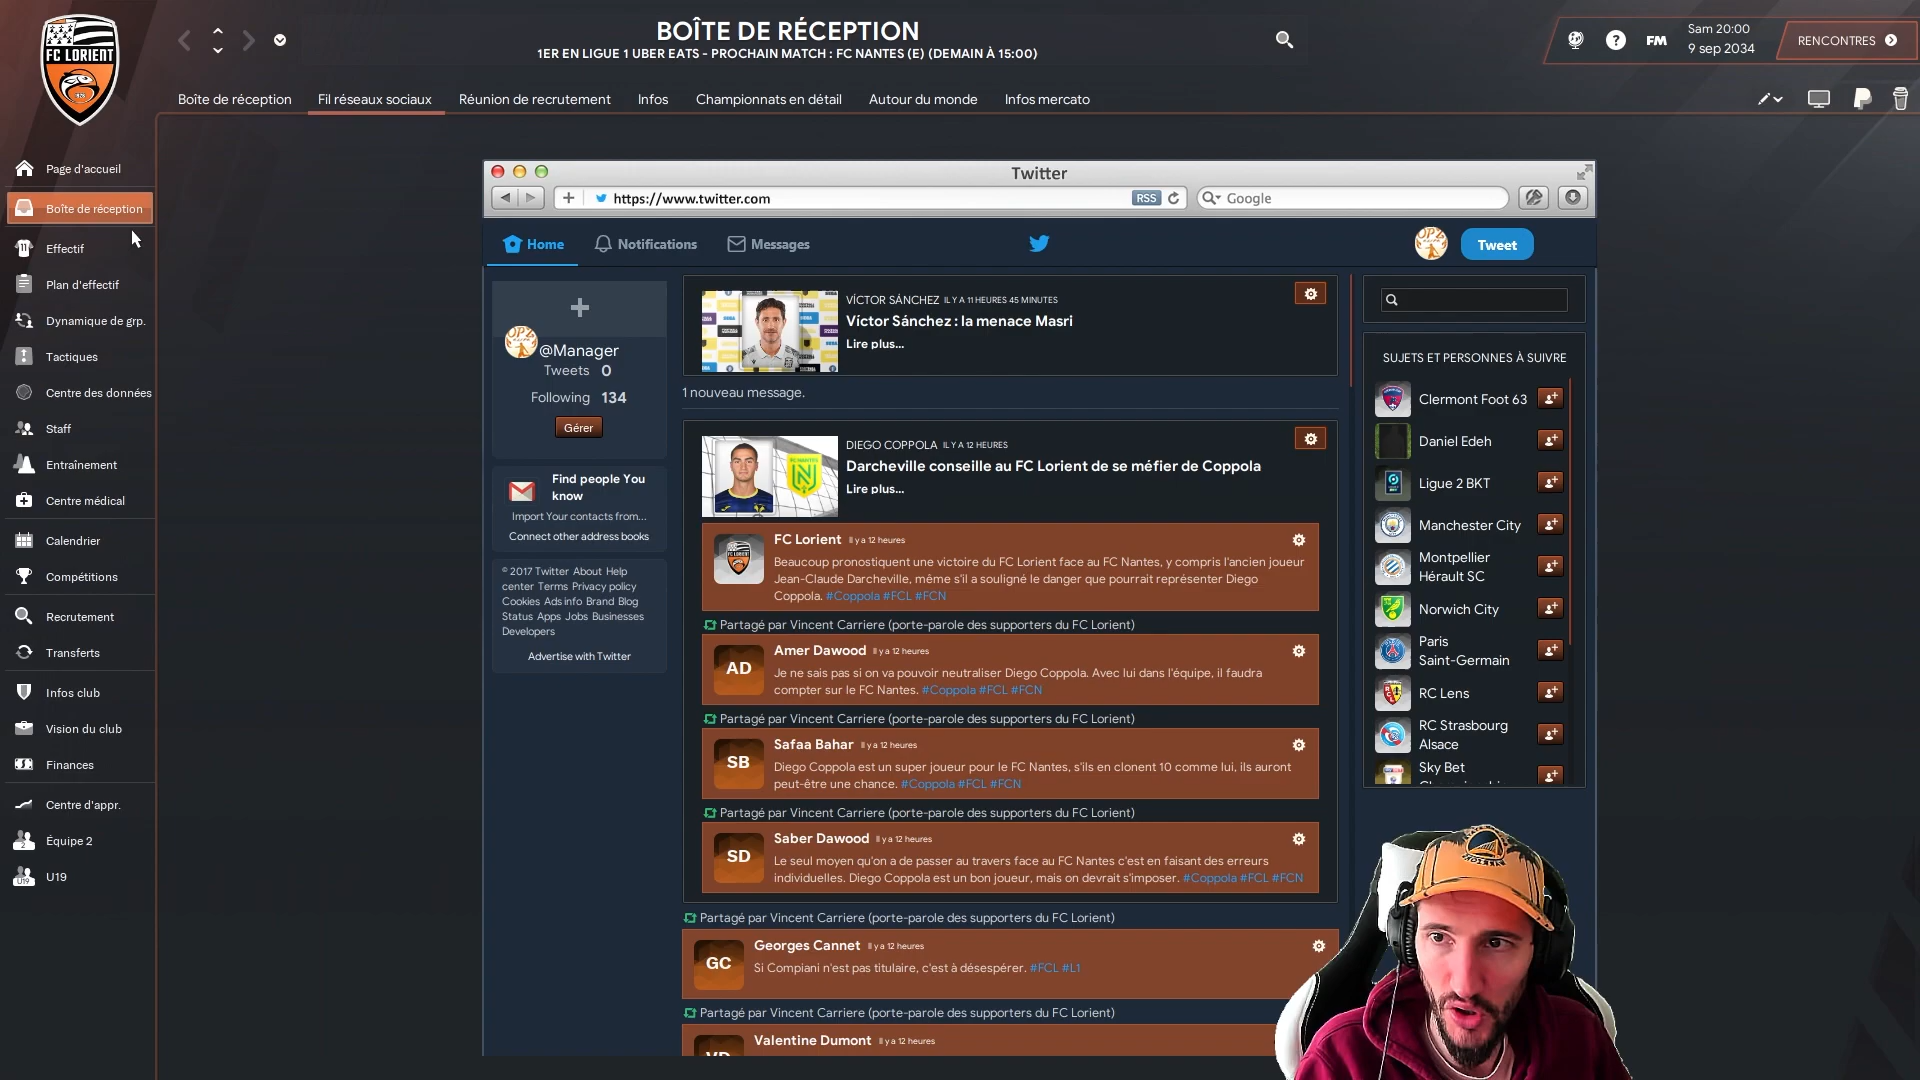 FC LORIENT
BOÎTE DE RÉCEPTION
1ER EN LIGUE 1 UBER EATS - PROCHAIN MATCH : FC NANTES (E) (DEMAIN À 15:00)
FM
Sam 20:00
9 sep 2034
RENCONTRES
Boîte de réception
Fil réseaux sociaux
Réunion de recrutement
Infos
Championnats en détail
Autour du monde
Infos mercato
Page d'accueil
Boîte de réception
Effectif
Plan d'effectif
Dynamique de grp.
Tactiques
Centre des données
Staff
Entraînement
Centre médical
Calendrier
Compétitions
Recrutement
Transferts
Infos club
Vision du club
Finances
Centre d'appr.
Équipe 2
U19
Twitter
https://www.twitter.com
RSS
Google
Home
Notifications
Messages
Tweet
@Manager
Tweets 0
Following 134
Gérer
Find people You
know
Import Your contacts from...
Connect other address books
© 2017 Twitter About Help
center Terms Privacy policy
Cookies Ads info Brand Blog
Status Apps Jobs Businesses
Developers
Advertise with Twitter
VÍCTOR SÁNCHEZ IL Y A 11 HEURES 45 MINUTES
Víctor Sánchez : la menace Masri
Lire plus...
1 nouveau message.
DIEGO COPPOLA IL Y A 12 HEURES
Darcheville conseille au FC Lorient de se méfier de Coppola
Lire plus...
FC Lorient Il y a 12 heures
Beaucoup pronostiquent une victoire du FC Lorient face au FC Nantes, y compris l'ancien joueur
Jean-Claude Darcheville, même s'il a souligné le danger que pourrait représenter Diego
Coppola. #Coppola #FCL #FCN
Partagé par Vincent Carriere (porte-parole des supporters du FC Lorient)
AD
Amer Dawood Il y a 12 heures
Je ne sais pas si on va pouvoir neutraliser Diego Coppola. Avec lui dans l'équipe, il faudra
compter sur le FC Nantes. #Coppola #FCL #FCN
Partagé par Vincent Carriere (porte-parole des supporters du FC Lorient)
SB
Safaa Bahar Il y a 12 heures
Diego Coppola est un super joueur pour le FC Nantes, s'ils en clonent 10 comme lui, ils auront
peut-être une chance. #Coppola #FCL #FCN
Partagé par Vincent Carriere (porte-parole des supporters du FC Lorient)
SD
Saber Dawood Il y a 12 heures
Le seul moyen qu'on a de passer au travers face au FC Nantes c'est en faisant des erreurs
individuelles. Diego Coppola est un bon joueur, mais on devrait s'imposer. #Coppola #FCL #FCN
Partagé par Vincent Carriere (porte-parole des supporters du FC Lorient)
GC
Georges Cannet Il y a 12 heures
Si Compiani n'est pas titulaire, c'est à désespérer. #FCL #L1
Partagé par Vincent Carriere (porte-parole des supporters du FC Lorient)
VD
Valentine Dumont Il y a 12 heures
SUJETS ET PERSONNES À SUIVRE
Clermont Foot 63
Daniel Edeh
Ligue 2 BKT
Manchester City
Montpellier
Hérault SC
Norwich City
Paris
Saint-Germain
RC Lens
RC Strasbourg
Alsace
Sky Bet